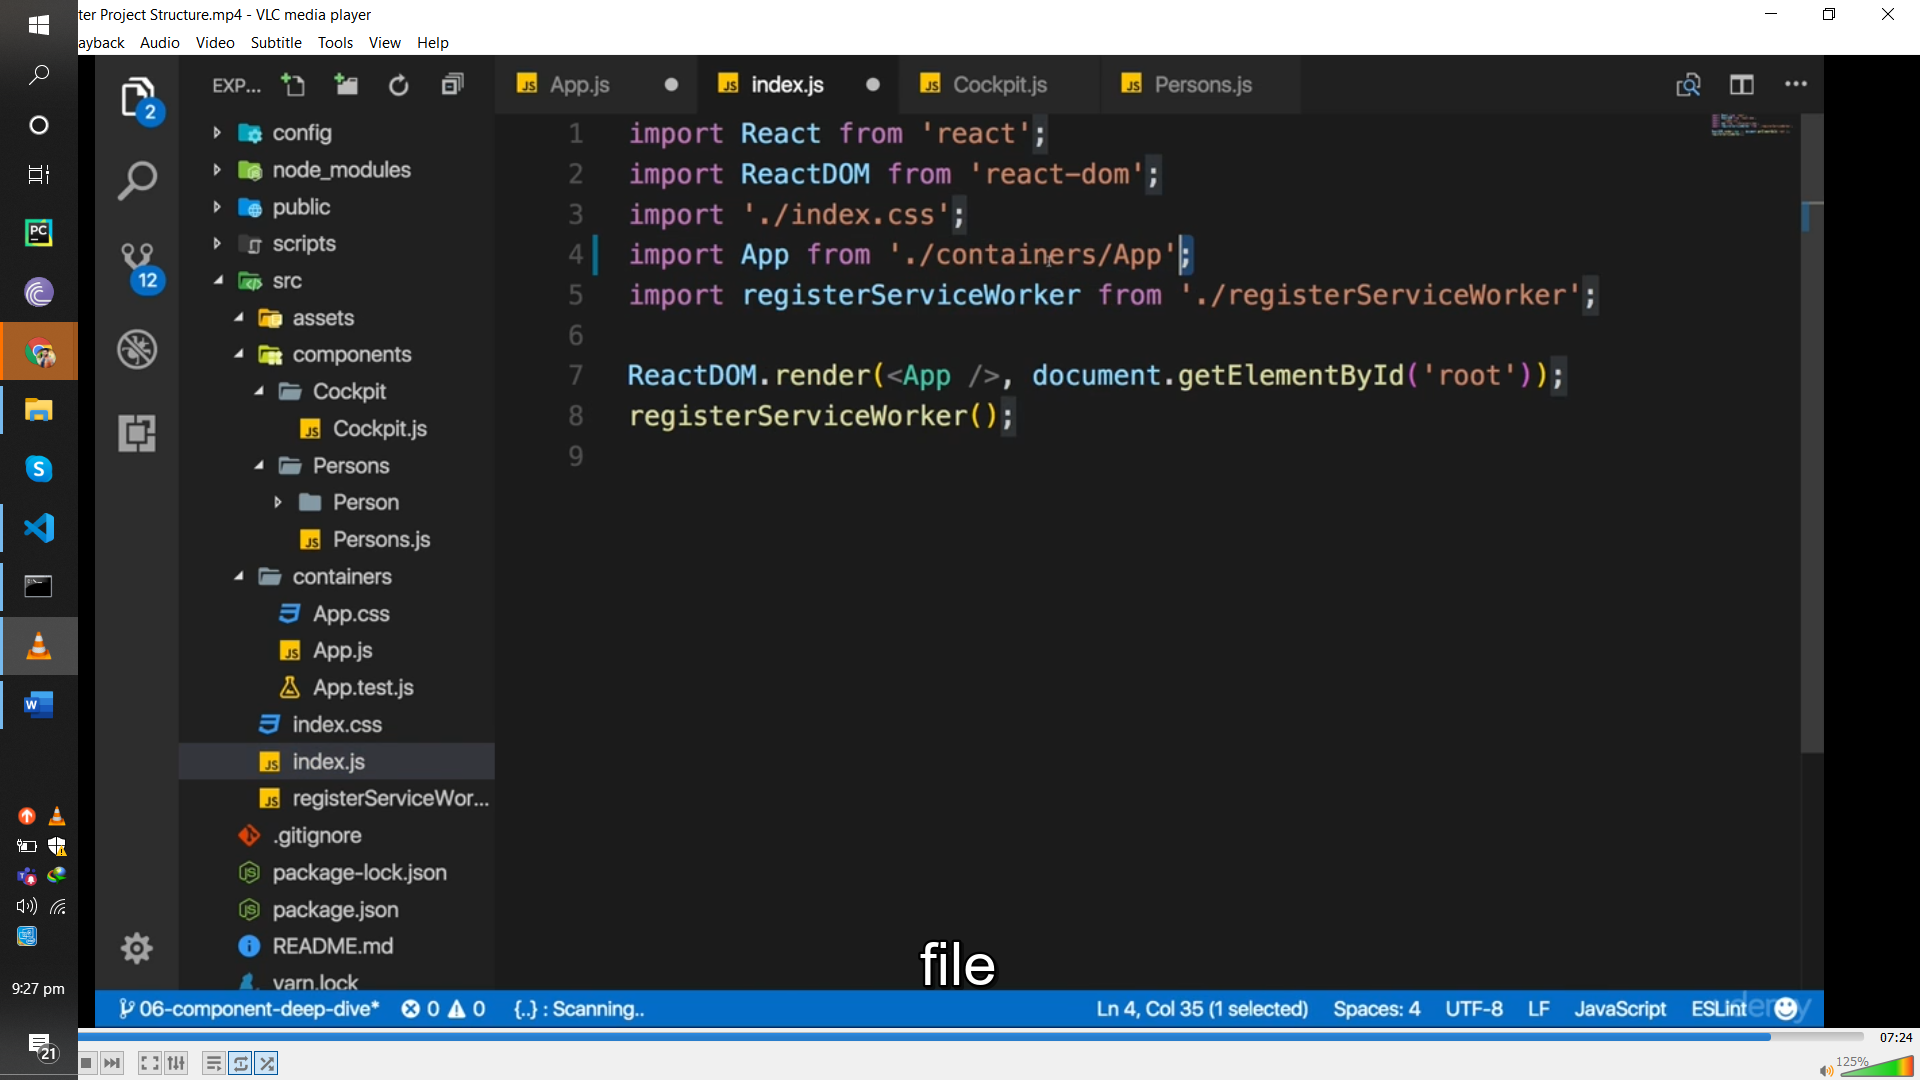 ter Project Structure.mp4 - VLC media player
ayback Audio Video Subtitle Tools View Help
EXP...
App.js
index.js
Cockpit.js
Persons.js
2
12
config
node_modules
public
scripts
src
assets
components
Cockpit
Cockpit.js
Persons
Person
Persons.js
containers
App.css
App.js
App.test.js
index.css
index.js
registerServiceWor...
.gitignore
package-lock.json
package.json
README.md
yarn.lock
1 import React from 'react';
2 import ReactDOM from 'react-dom';
3 import './index.css';
4 import App from './containers/App';
5 import registerServiceWorker from './registerServiceWorker';
6
7 ReactDOM.render(<App />, document.getElementById('root'));
8 registerServiceWorker();
9
file
06-component-deep-dive* 0 0 {..} : Scanning.. Ln 4, Col 35 (1 selected) Spaces: 4 UTF-8 LF JavaScript ESLint
udemy
PC
S
W
9:27 pm
21
07:24
125%